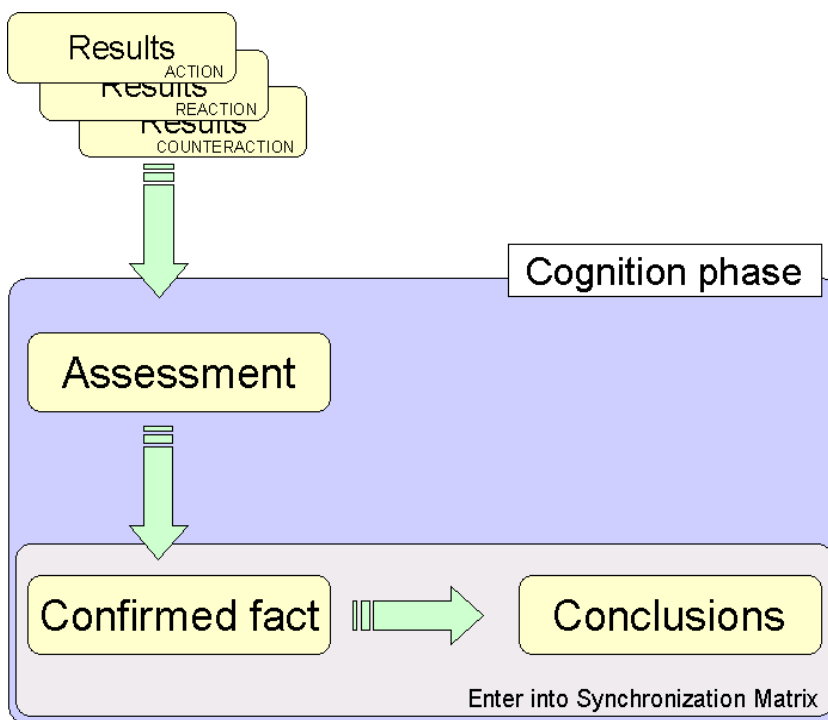 Results
ACTION
Results
REACTION
Results
COUNTERACTION
Cognition phase
Assessment
Confirmed fact
Conclusions
Enter into Synchronization Matrix